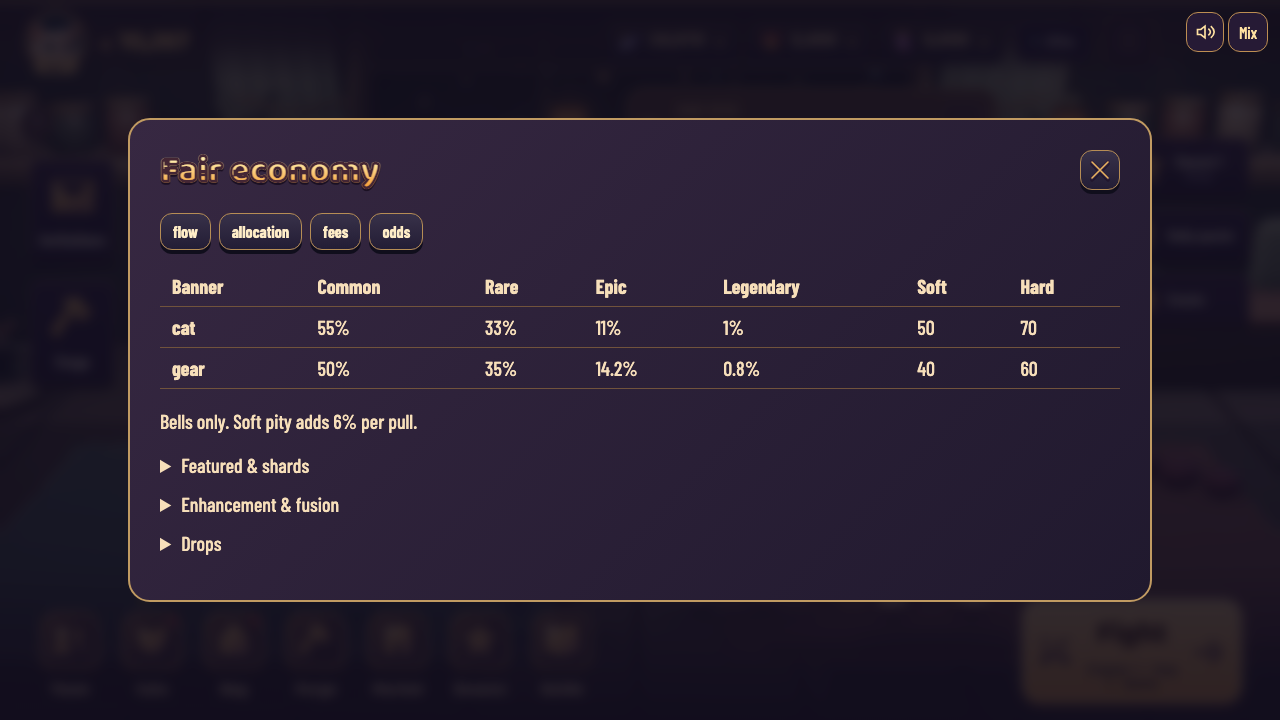 Mix
Fair economy
flow allocation fees odds
Banner Common Rare Epic Legendary Soft Hard
cat 55% 33% 11% 1% 50 70
gear 50% 35% 14.2% 0.8% 40 60
Bells only. Soft pity adds 6% per pull.
Featured & shards
Enhancement & fusion
Drops